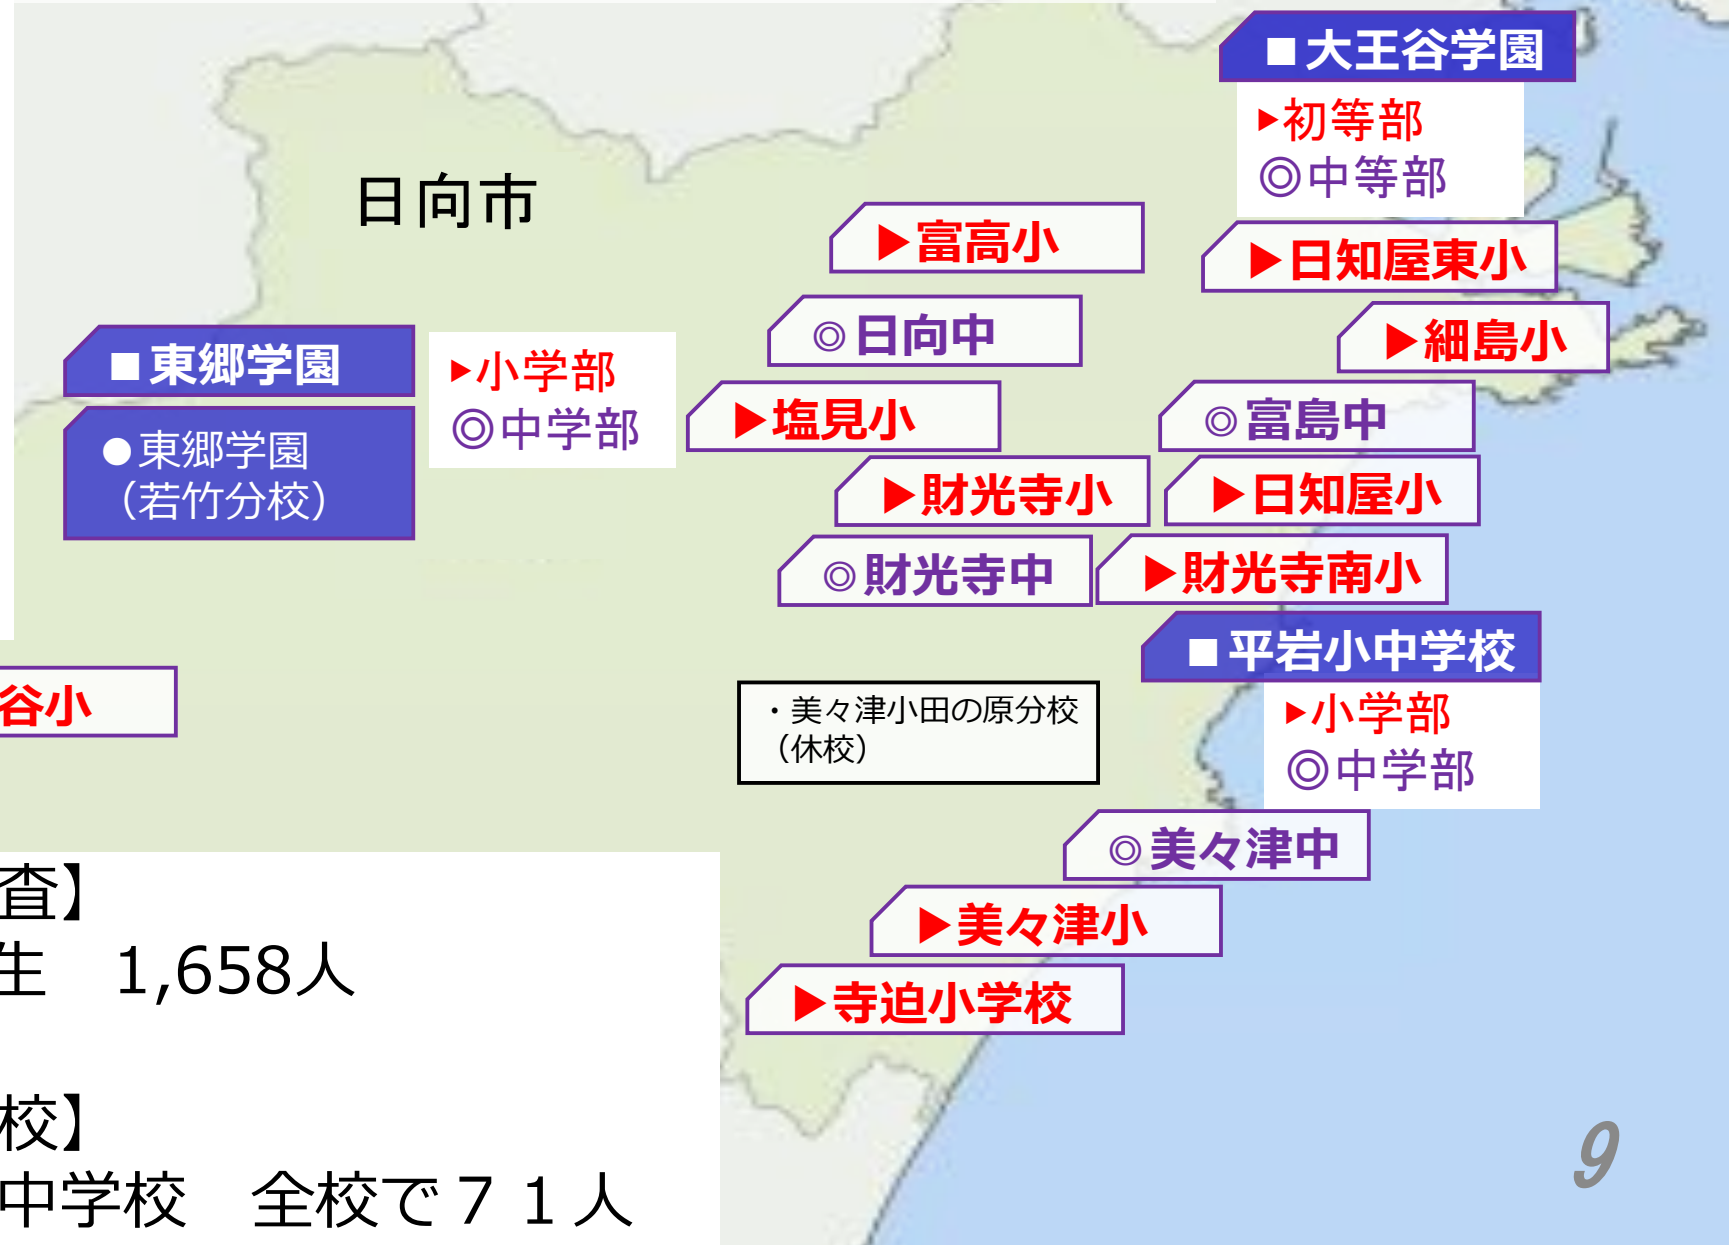 ■大王谷学園
▶初等部
◎中等部
日向市
▶富高小
▶日知屋東小
◎日向中
▶細島小
■東郷学園
▶小学部
◎中学部
●東郷学園
（若竹分校）
▶塩見小
◎富島中
▶財光寺小
▶日知屋小
◎財光寺中
▶財光寺南小
■平岩小中学校
▶小学部
◎中学部
谷小
・美々津小田の原分校
（休校）
◎美々津中
▶美々津小
▶寺迫小学校
査】
生　1,658人
校】
中学校　全校で７１人
9